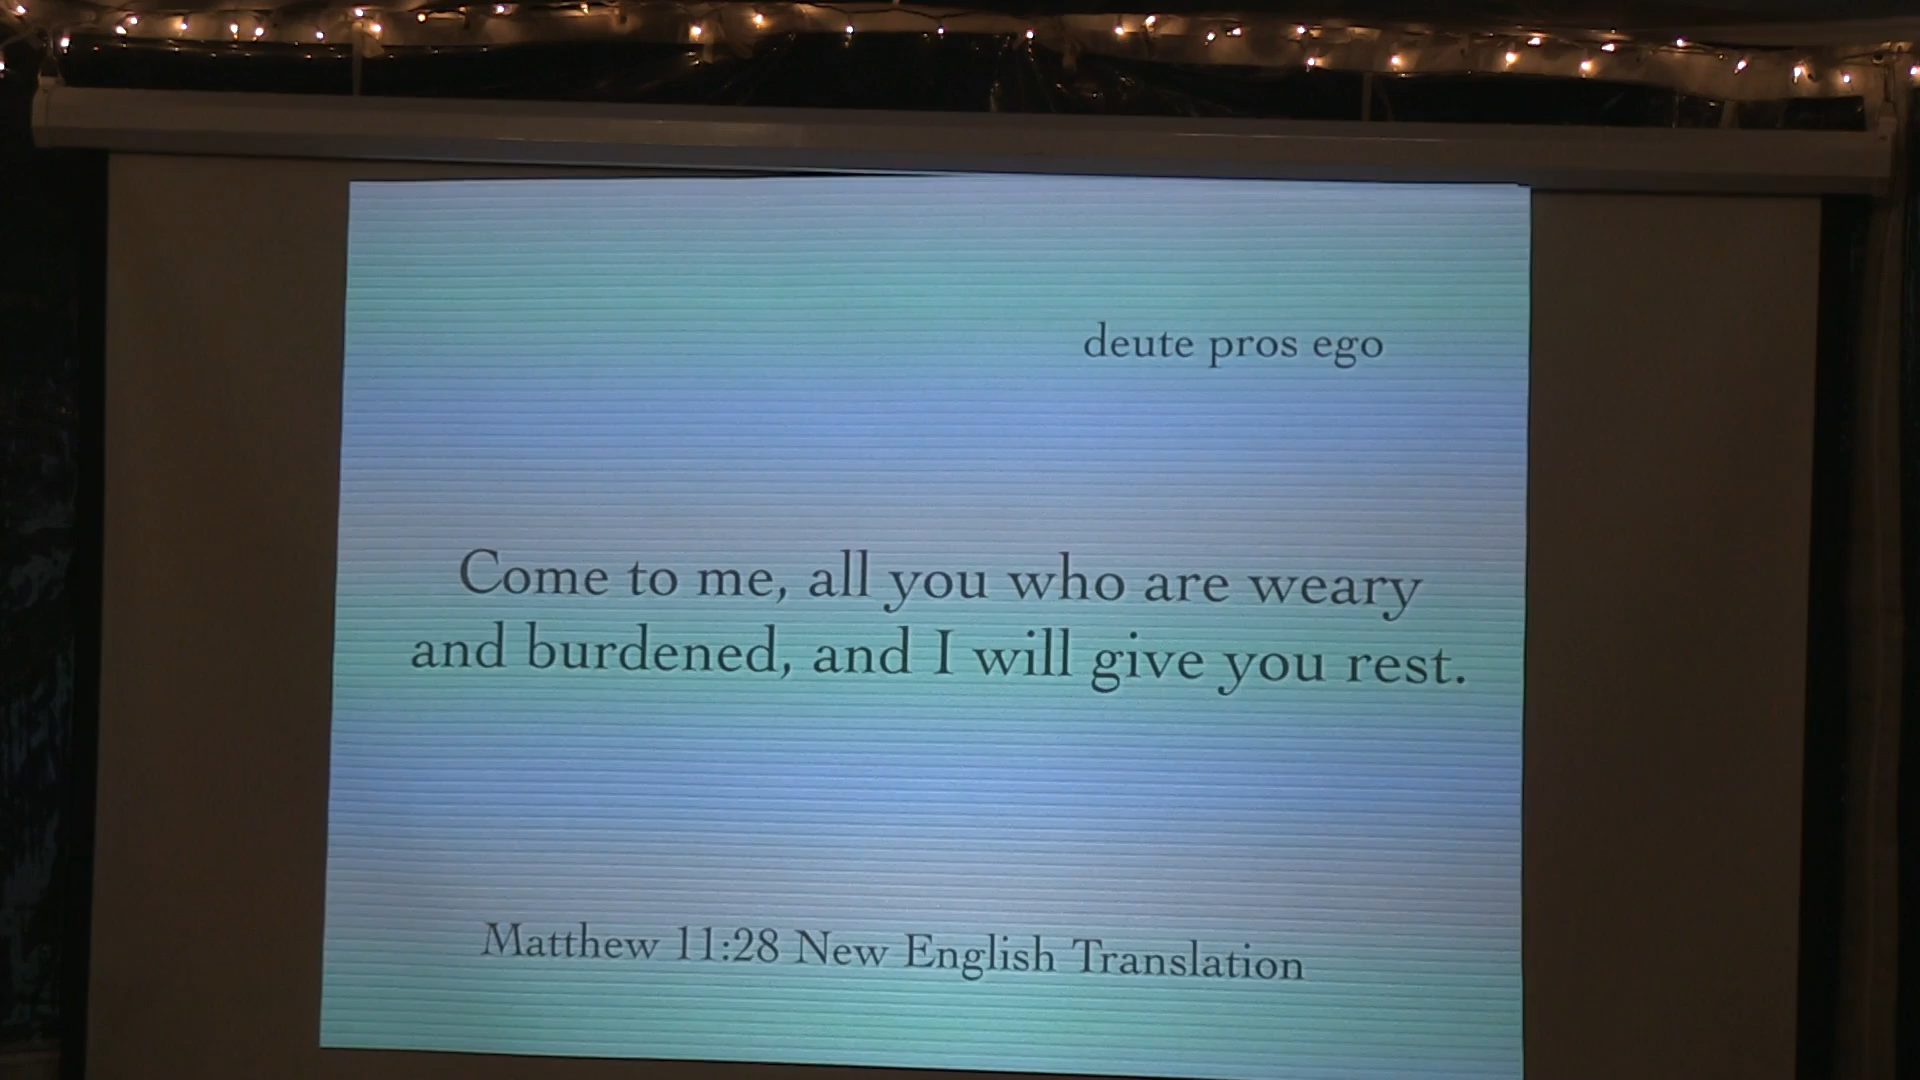 deute pros ego
Come to me, all you who are weary
and burdened, and I will give you rest.
Matthew 11:28 New English Translation